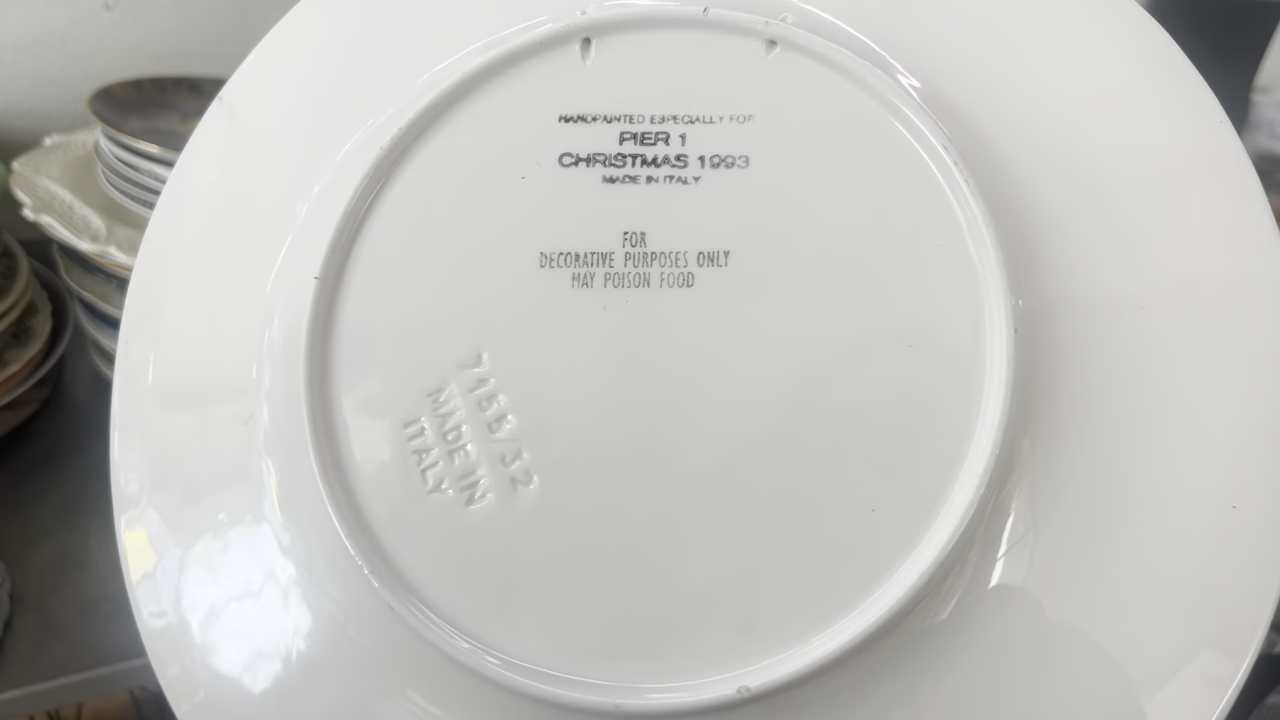 HANDPAINTED ESPECIALLY FOR
PIER 1
CHRISTMAS 1993
MADE IN ITALY
FOR
DECORATIVE PURPOSES ONLY
MAY POISON FOOD
7155/32
MADE IN
ITALY